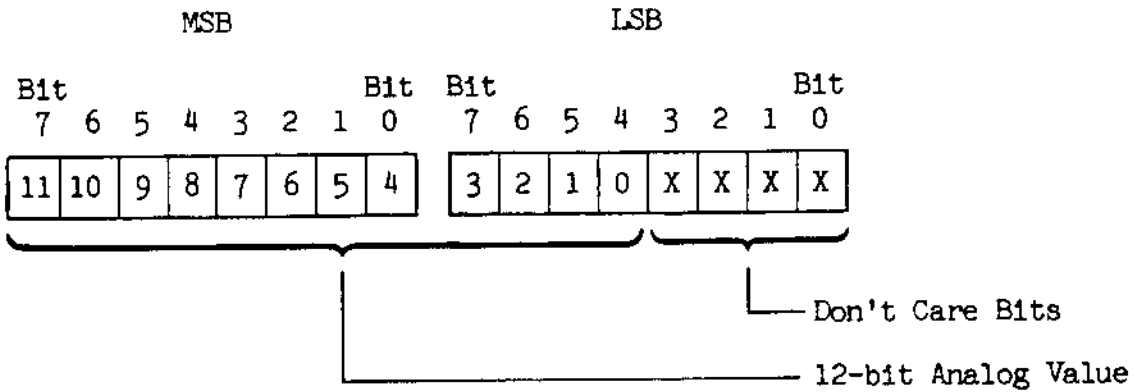 MSB LSB
Bit Bit Bit Bit
7 6 5 4 3 2 1 0 7 6 5 4 3 2 1 0
11 10 9 8 7 6 5 4 3 2 1 0 X X X X
Don't Care Bits
12-bit Analog Value